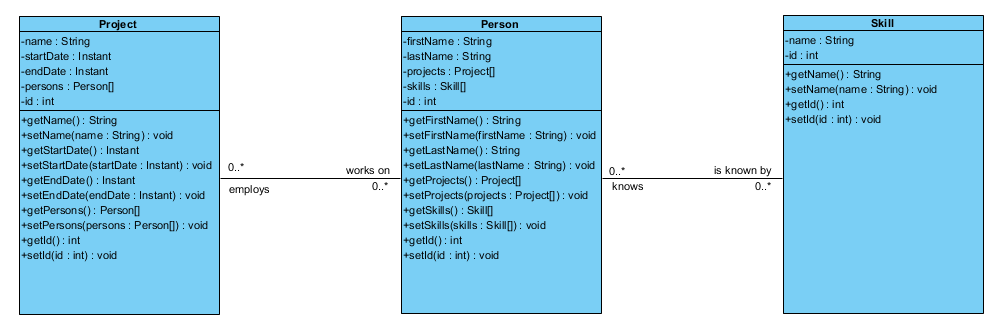 Project
-name : String
-startDate : Instant
-endDate : Instant
-persons : Person[]
-id : int
+getName() : String
+setName(name : String) : void
+getStartDate() : Instant
+setStartDate(startDate : Instant) : void
+getEndDate() : Instant
+setEndDate(endDate : Instant) : void
+getPersons() : Person[]
+setPersons(persons : Person[]) : void
+getId() : int
+setId(id : int) : void
0..*
employs
works on
0..*
Person
-firstName : String
-lastName : String
-projects : Project[]
-skills : Skill[]
-id : int
+getFirstName() : String
+setFirstName(firstName : String) : void
+getLastName() : String
+setLastName(lastName : String) : void
+getProjects() : Project[]
+setProjects(projects : Project[]) : void
+getSkills() : Skill[]
+setSkills(skills : Skill[]) : void
+getId() : int
+setId(id : int) : void
0..*
knows
is known by
0..*
Skill
-name : String
-id : int
+getName() : String
+setName(name : String) : void
+getId() : int
+setId(id : int) : void